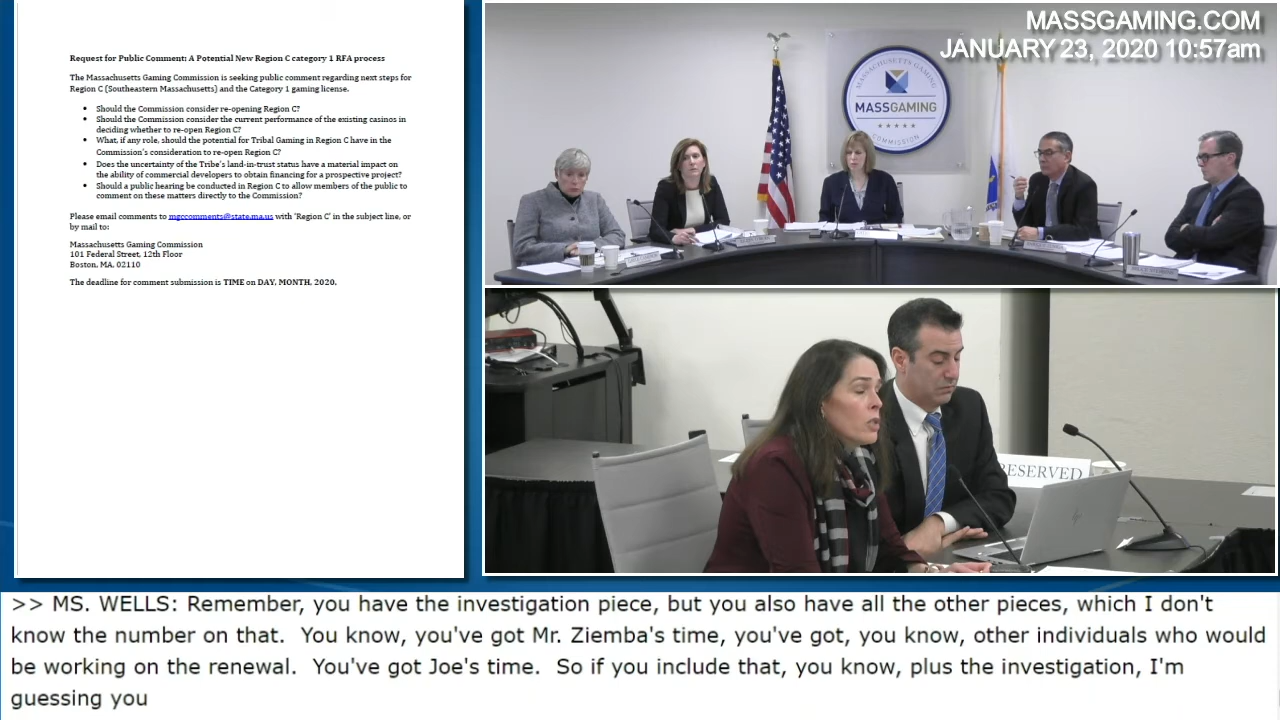 Request for Public Comment: A Potential New Region C category 1 RFA process
The Massachusetts Gaming Commission is seeking public comment regarding next steps for
Region C (Southeastern Massachusetts) and the Category 1 gaming license.
• Should the Commission consider re-opening Region C?
• Should the Commission consider the current performance of the existing casinos in
deciding whether to re-open Region C?
• What, if any role, should the potential for Tribal Gaming in Region C have in the
Commission's consideration to re-open Region C?
• Does the uncertainty of the Tribe's land-in-trust status have a material impact on
the ability of commercial developers to obtain financing for a prospective project?
• Should a public hearing be conducted in Region C to allow members of the public to
comment on these matters directly to the Commission?
Please email comments to mgccomments@state.ma.us with 'Region C' in the subject line, or
by mail to:
Massachusetts Gaming Commission
101 Federal Street, 12th Floor
Boston, MA. 02110
The deadline for comment submission is TIME on DAY, MONTH, 2020.
MASSGAMING.COM
JANUARY 23, 2020 10:57am
MASSACHUSETTS GAMING
MASSGAMING
COMMISSION
RESERVED
>> MS. WELLS: Remember, you have the investigation piece, but you also have all the other pieces, which I don't
know the number on that.  You know, you've got Mr. Ziemba's time, you've got, you know, other individuals who would
be working on the renewal.  You've got Joe's time.  So if you include that, you know, plus the investigation, I'm
guessing you